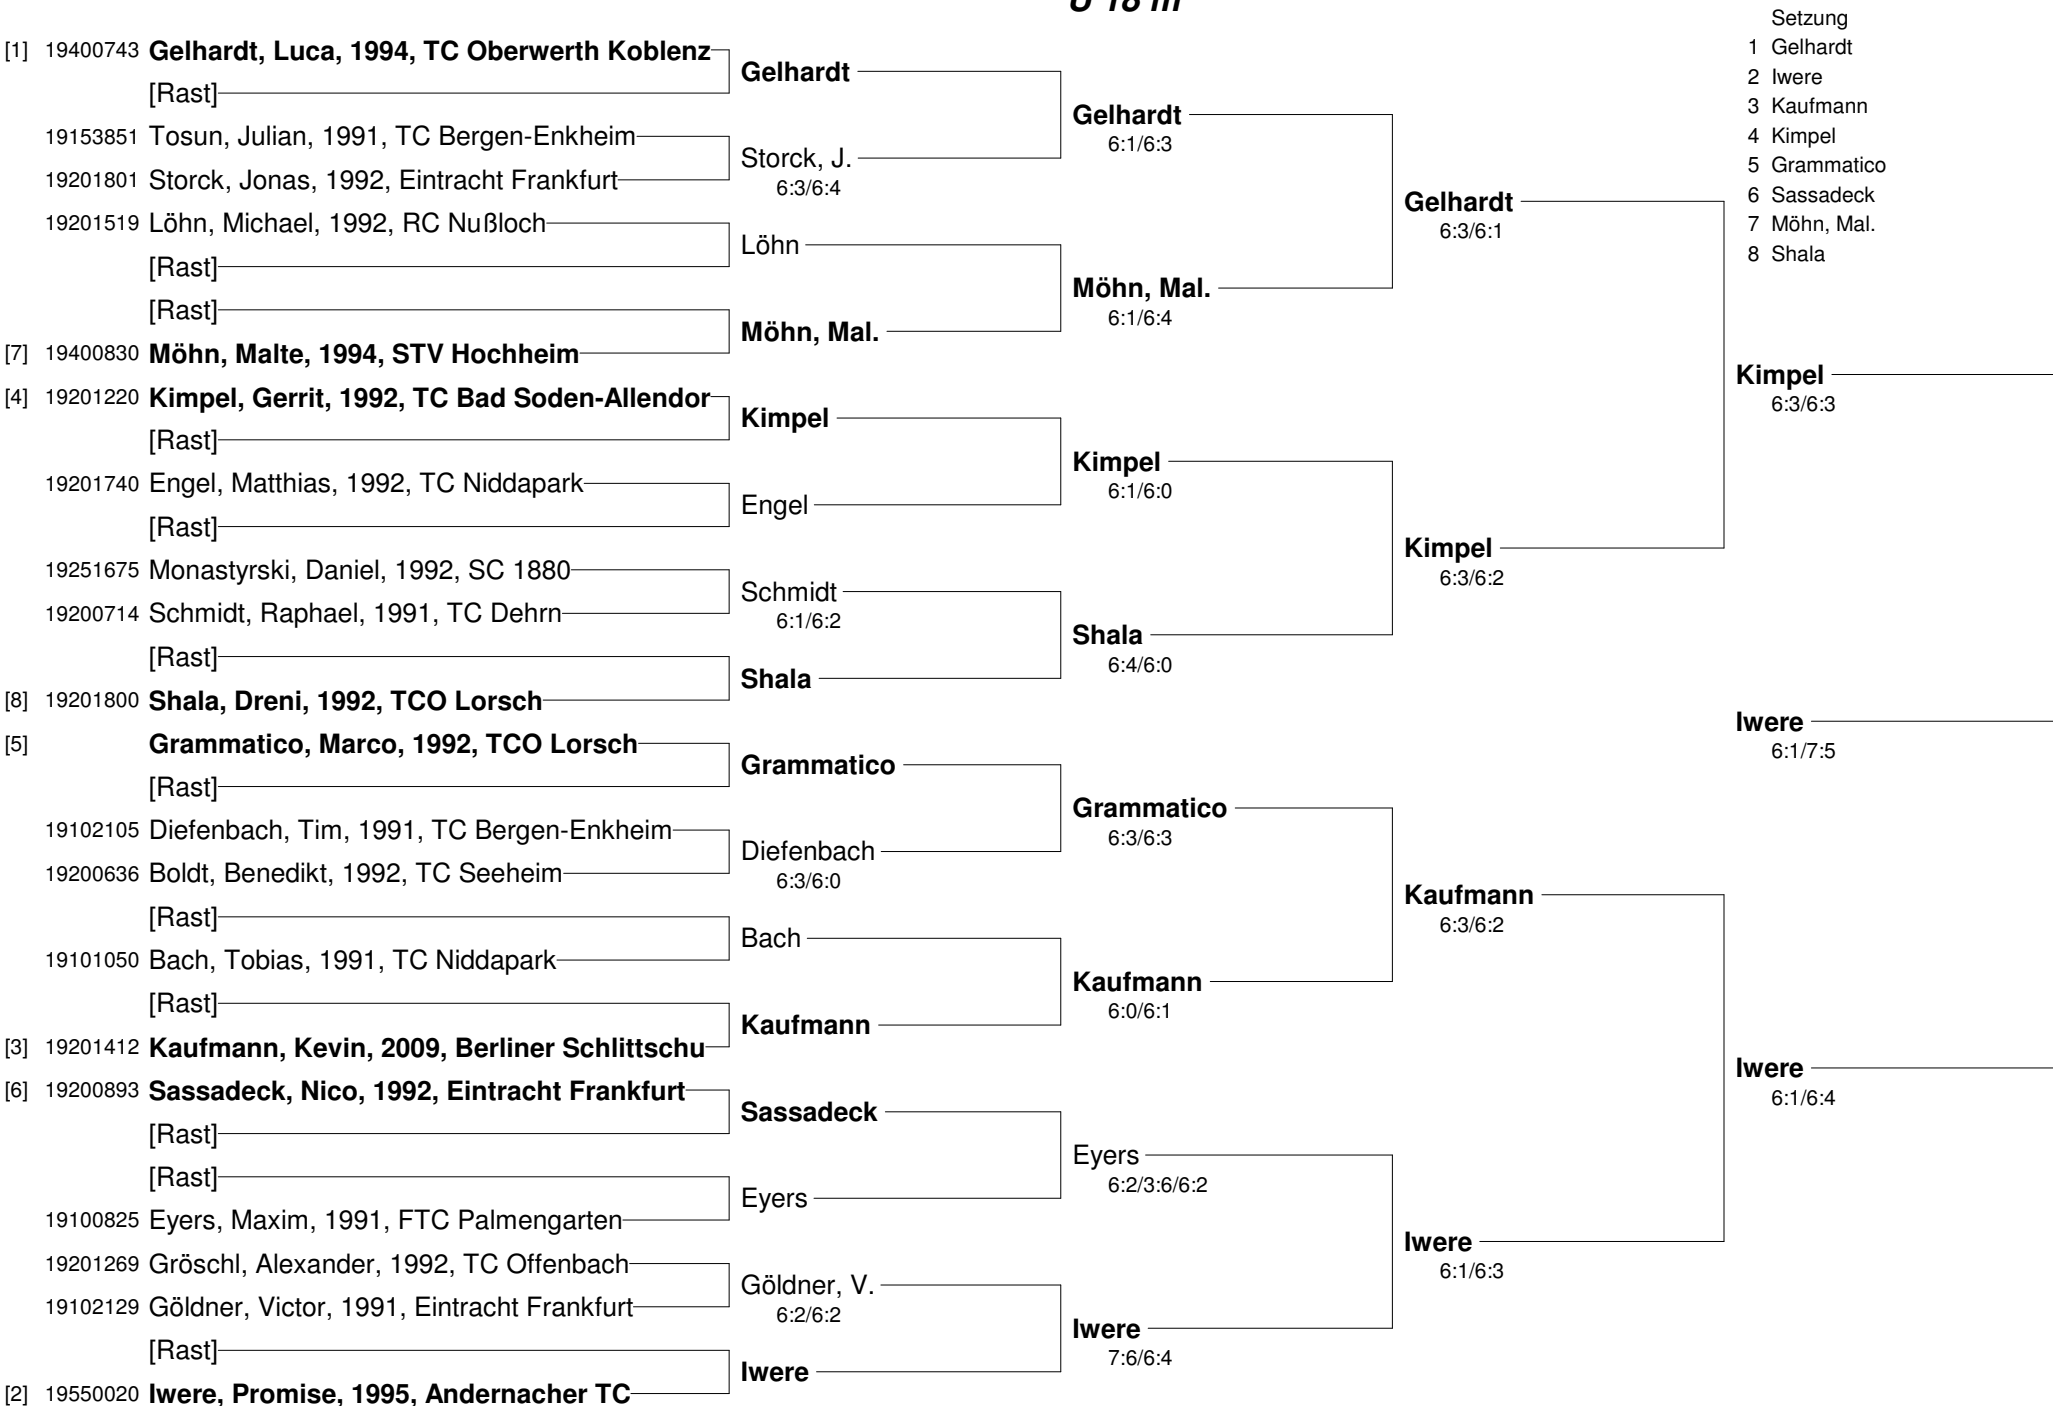 U 18 m
[1] 19400743 Gelhardt, Luca, 1994, TC Oberwerth Koblenz
[Rast]
19153851 Tosun, Julian, 1991, TC Bergen-Enkheim
19201801 Storck, Jonas, 1992, Eintracht Frankfurt
19201519 Löhn, Michael, 1992, RC Nußloch
[Rast]
[Rast]
[7] 19400830 Möhn, Malte, 1994, STV Hochheim
[4] 19201220 Kimpel, Gerrit, 1992, TC Bad Soden-Allendor
[Rast]
19201740 Engel, Matthias, 1992, TC Niddapark
[Rast]
19251675 Monastyrski, Daniel, 1992, SC 1880
19200714 Schmidt, Raphael, 1991, TC Dehrn
[Rast]
[8] 19201800 Shala, Dreni, 1992, TCO Lorsch
[5] Grammatico, Marco, 1992, TCO Lorsch
[Rast]
19102105 Diefenbach, Tim, 1991, TC Bergen-Enkheim
19200636 Boldt, Benedikt, 1992, TC Seeheim
[Rast]
19101050 Bach, Tobias, 1991, TC Niddapark
[Rast]
[3] 19201412 Kaufmann, Kevin, 2009, Berliner Schlittschu
[6] 19200893 Sassadeck, Nico, 1992, Eintracht Frankfurt
[Rast]
[Rast]
19100825 Eyers, Maxim, 1991, FTC Palmengarten
19201269 Gröschl, Alexander, 1992, TC Offenbach
19102129 Göldner, Victor, 1991, Eintracht Frankfurt
[Rast]
[2] 19550020 Iwere, Promise, 1995, Andernacher TC
Gelhardt
Storck, J.
6:3/6:4
Löhn
Möhn, Mal.
Kimpel
Engel
Schmidt
6:1/6:2
Shala
Grammatico
Diefenbach
6:3/6:0
Bach
Kaufmann
Sassadeck
Eyers
Göldner, V.
6:2/6:2
Iwere
Gelhardt
6:1/6:3
Möhn, Mal.
6:1/6:4
Kimpel
6:1/6:0
Shala
6:4/6:0
Grammatico
6:3/6:3
Kaufmann
6:0/6:1
Eyers
6:2/3:6/6:2
Iwere
7:6/6:4
Gelhardt
6:3/6:1
Kimpel
6:3/6:2
Kaufmann
6:3/6:2
Iwere
6:1/6:3
Kimpel
6:3/6:3
Iwere
6:1/7:5
Iwere
6:1/6:4
Setzung
1 Gelhardt
2 Iwere
3 Kaufmann
4 Kimpel
5 Grammatico
6 Sassadeck
7 Möhn, Mal.
8 Shala